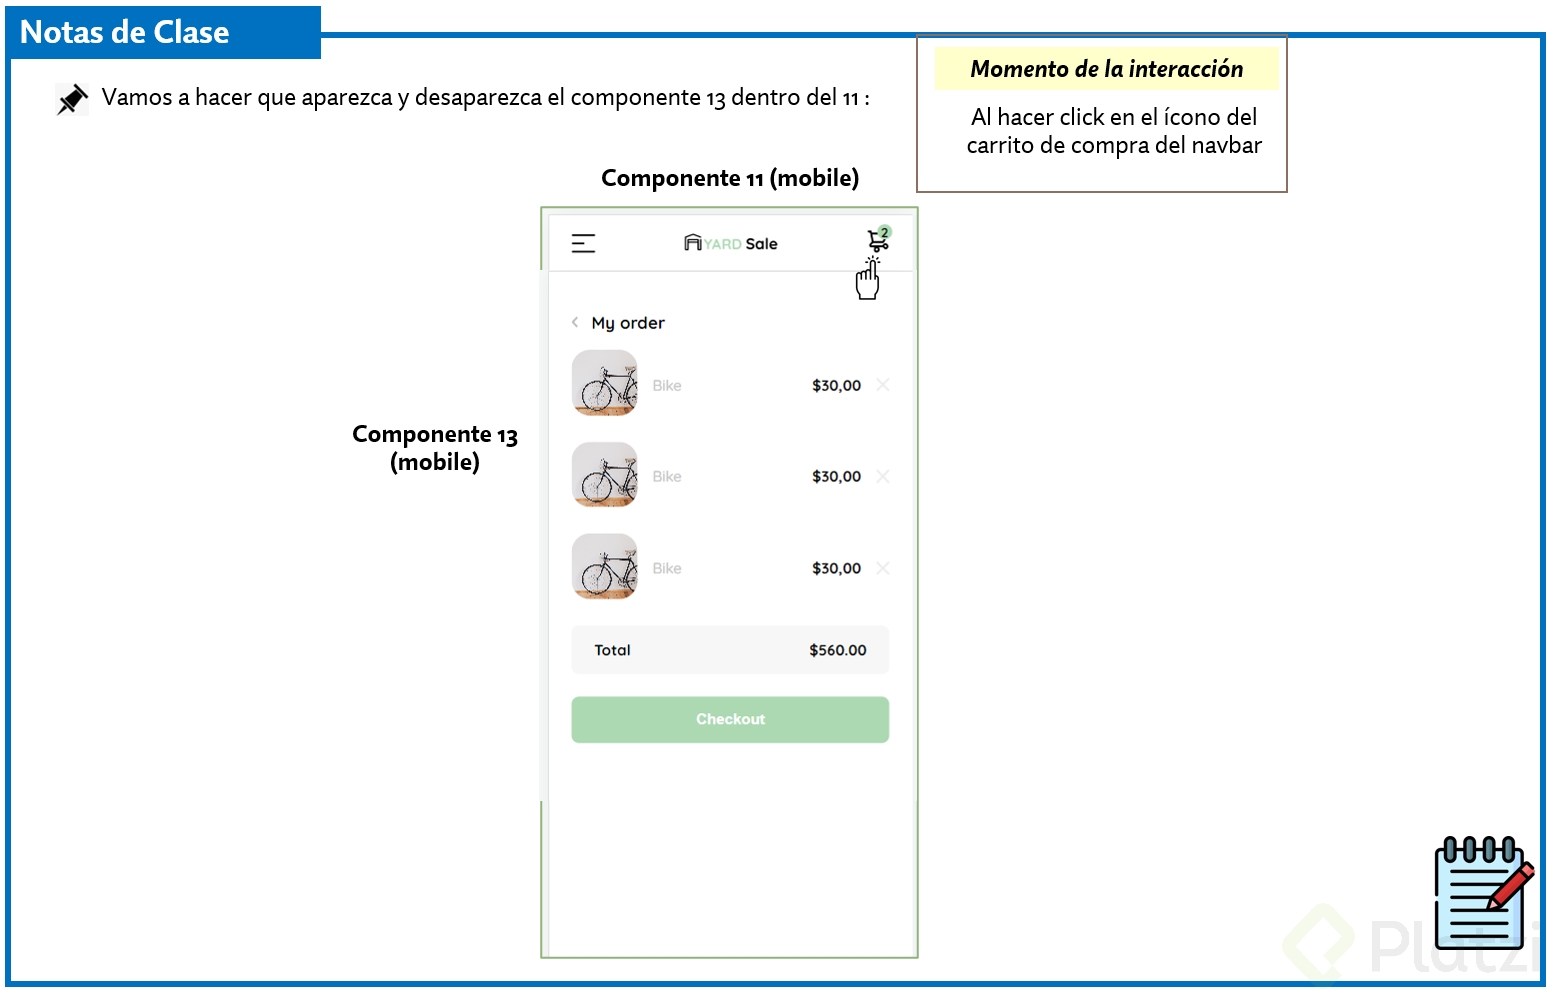 Notas de Clase
Momento de la interacción
Vamos a hacer que aparezca y desaparezca el componente 13 dentro del 11 :
Al hacer click en el ícono del
carrito de compra del navbar
Componente 11 (mobile)
YARD Sale
2
My order
Bike $30,00
Componente 13
(mobile)
Bike $30,00
Bike $30,00
Total $560.00
Checkout
Platzi